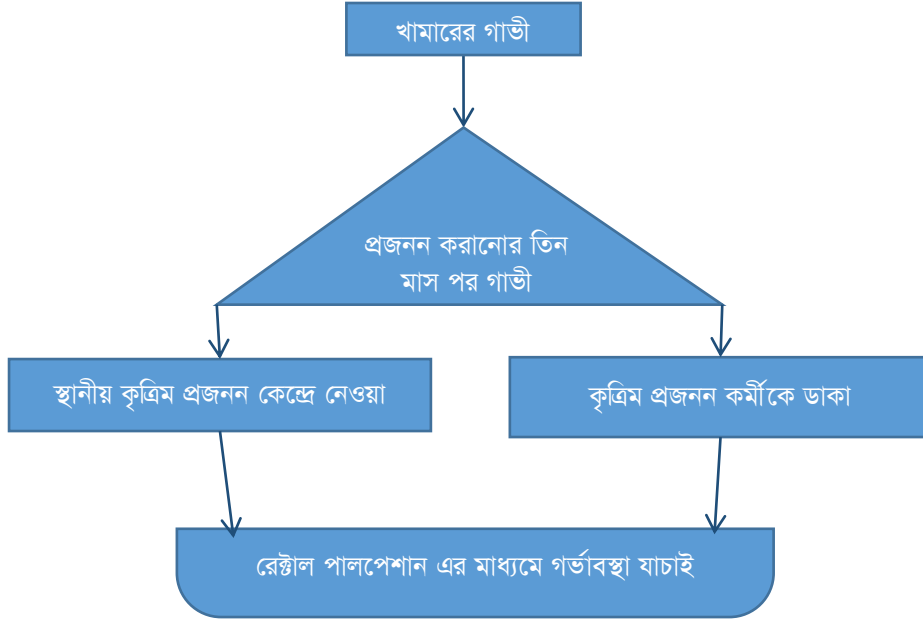 খামারের গাভী
প্রজনন করানোর তিন
মাস পর গাভী
স্থানীয় কৃত্রিম প্রজনন কেন্দ্রে নেওয়া
কৃত্রিম প্রজনন কর্মীকে ডাকা
রেক্টাল পালপেশান এর মাধ্যমে গর্ভাবস্থা যাচাই